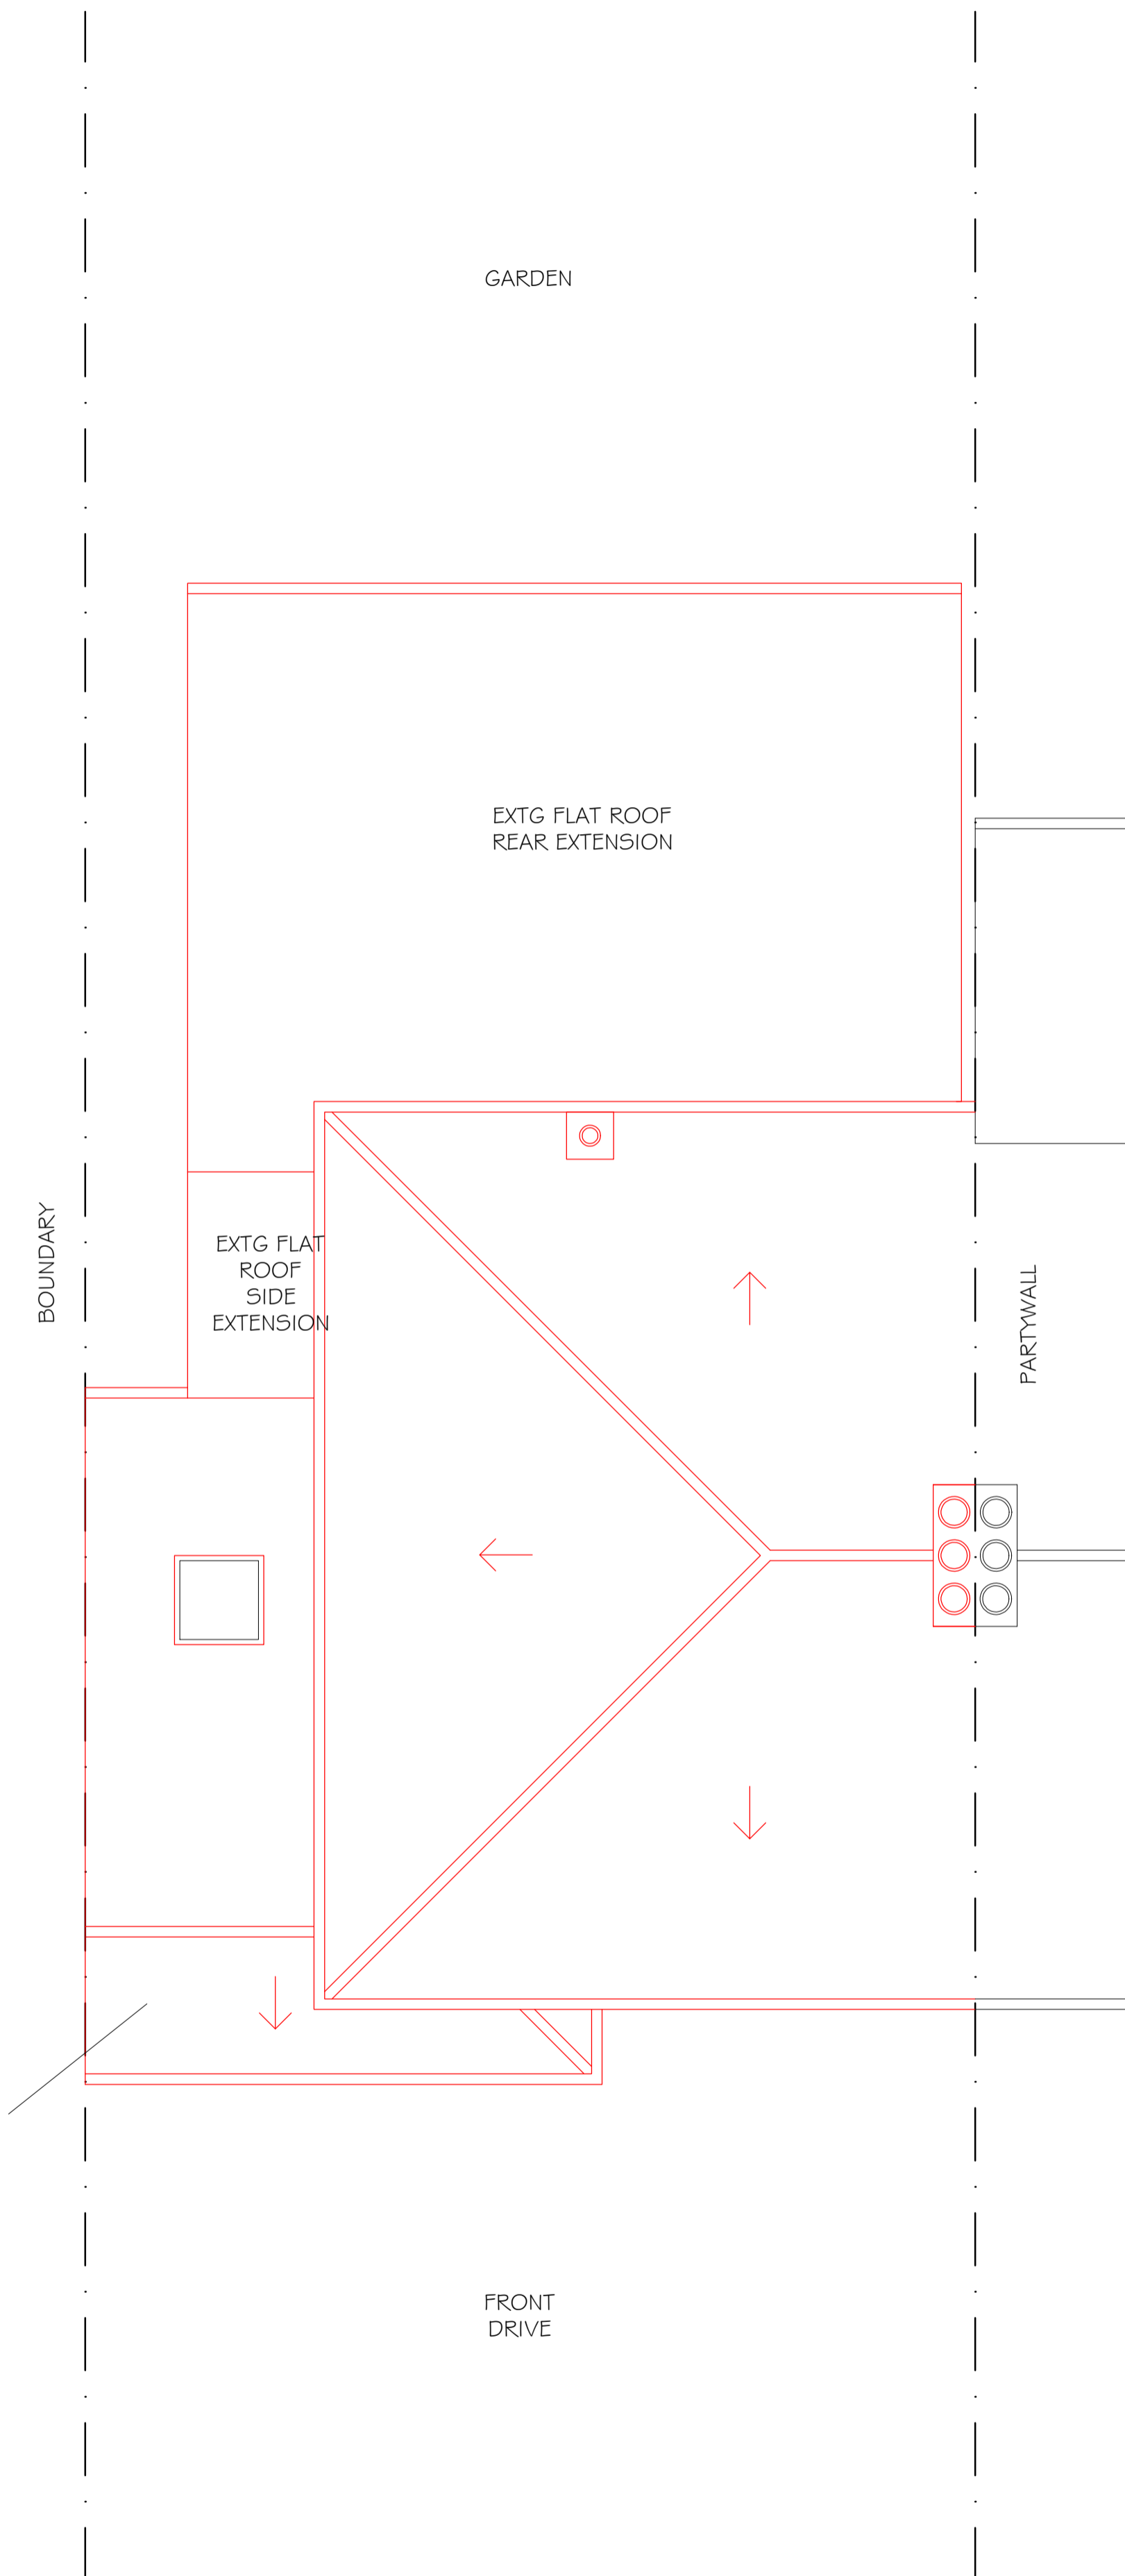 GARDEN
EXTG FLAT ROOF
REAR EXTENSION
BOUNDARY
EXTG FLAT
ROOF
SIDE
EXTENSION
PARTYWALL
FRONT
DRIVE